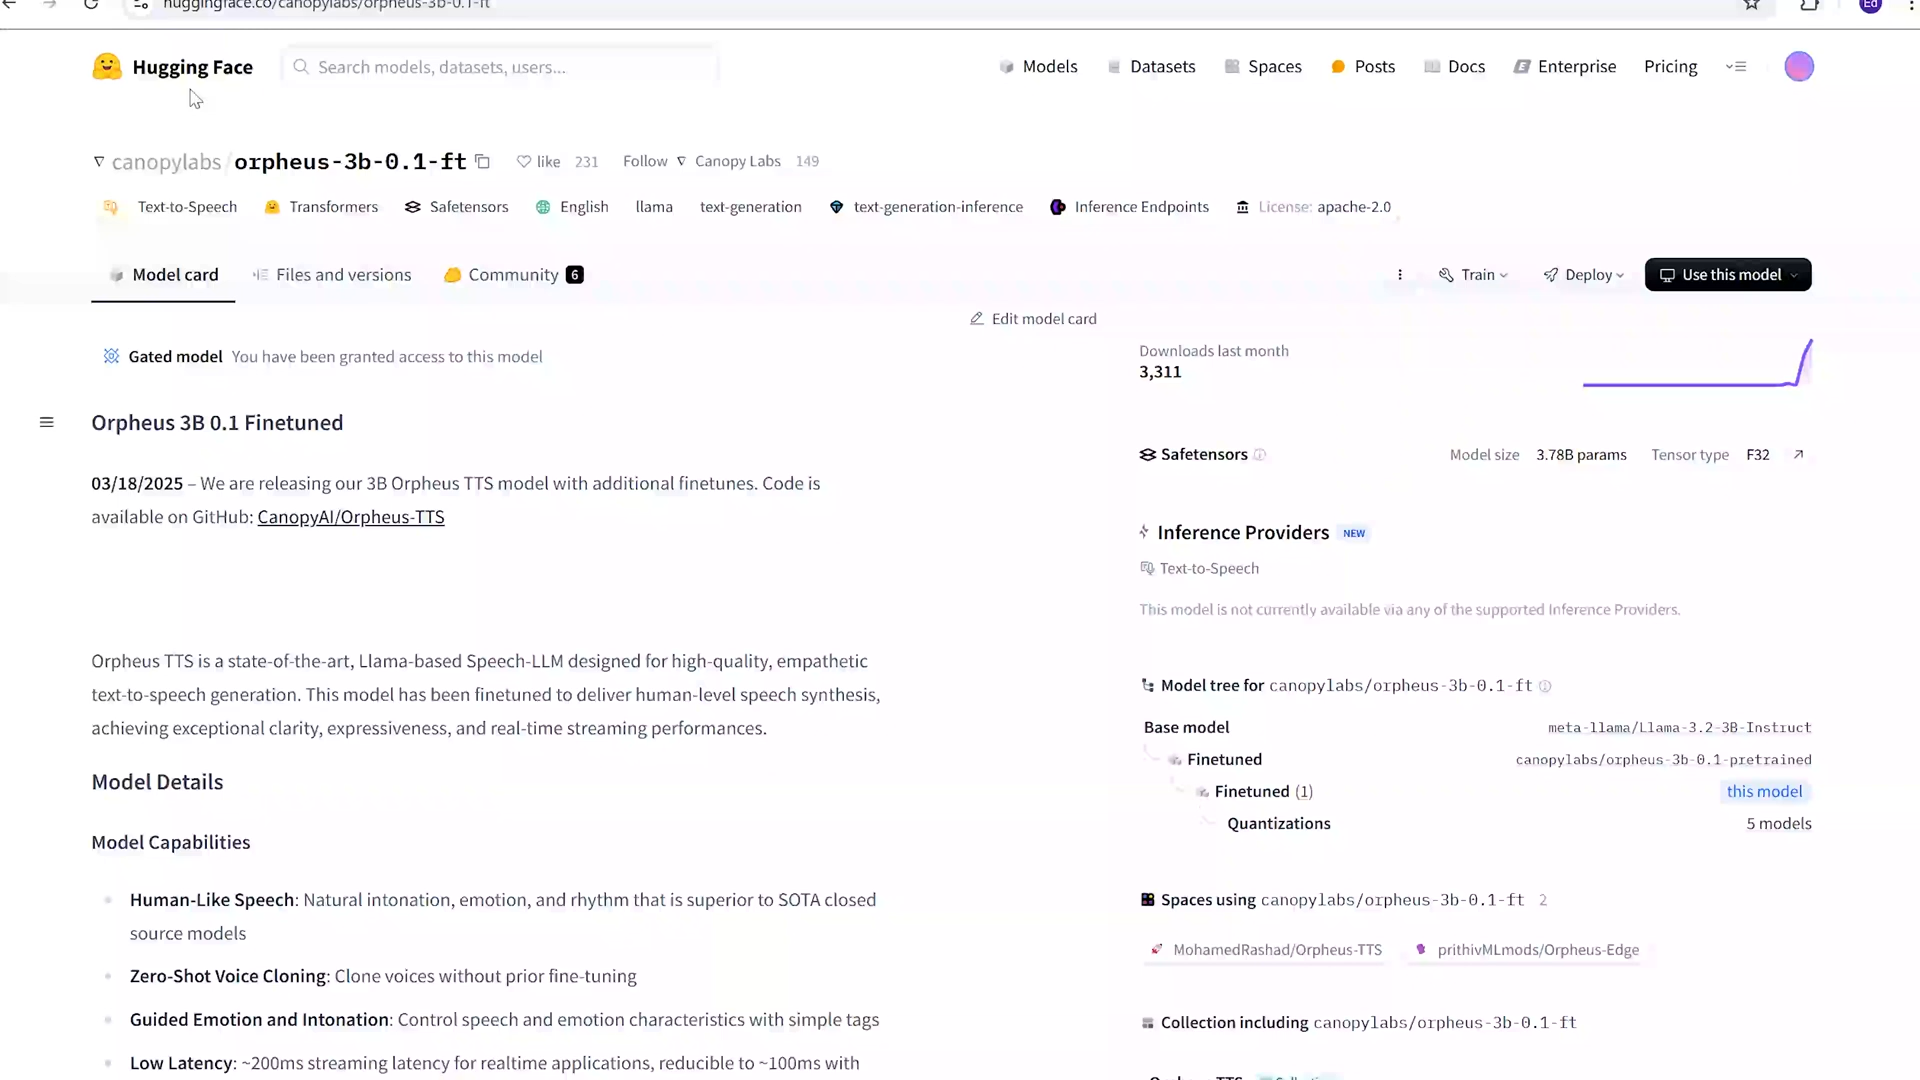 huggingface.co/canopylabs/orpheus-3b-0.1-ft
Ed
Hugging Face
Search models, datasets, users...
Models
Datasets
Spaces
Posts
Docs
Enterprise
Pricing
canopylabs/orpheus-3b-0.1-ft
like 231
Follow Canopy Labs 149
Text-to-Speech
Transformers
Safetensors
English
llama
text-generation
text-generation-inference
Inference Endpoints
License: apache-2.0
Model card
Files and versions
Community 6
Train
Deploy
Use this model
Edit model card
Gated model You have been granted access to this model
Orpheus 3B 0.1 Finetuned
03/18/2025 – We are releasing our 3B Orpheus TTS model with additional finetunes. Code is
available on GitHub: CanopyAI/Orpheus-TTS
Orpheus TTS is a state-of-the-art, Llama-based Speech-LLM designed for high-quality, empathetic
text-to-speech generation. This model has been finetuned to deliver human-level speech synthesis,
achieving exceptional clarity, expressiveness, and real-time streaming performances.
Model Details
Model Capabilities
Human-Like Speech: Natural intonation, emotion, and rhythm that is superior to SOTA closed
source models
Zero-Shot Voice Cloning: Clone voices without prior fine-tuning
Guided Emotion and Intonation: Control speech and emotion characteristics with simple tags
Low Latency: ~200ms streaming latency for realtime applications, reducible to ~100ms with
Downloads last month
3,311
Safetensors
Model size 3.78B params
Tensor type F32
Inference Providers NEW
Text-to-Speech
This model is not currently available via any of the supported Inference Providers.
Model tree for canopylabs/orpheus-3b-0.1-ft
Base model meta-llama/Llama-3.2-3B-Instruct
Finetuned canopylabs/orpheus-3b-0.1-pretrained
Finetuned (1) this model
Quantizations 5 models
Spaces using canopylabs/orpheus-3b-0.1-ft 2
MohamedRashad/Orpheus-TTS
prithivMLmods/Orpheus-Edge
Collection including canopylabs/orpheus-3b-0.1-ft